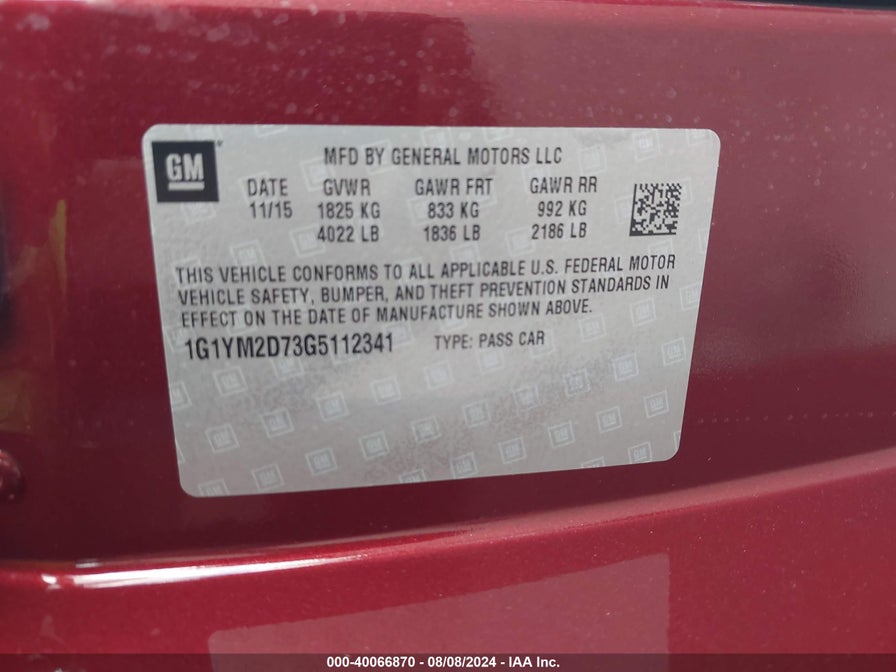 GM
MFD BY GENERAL MOTORS LLC
DATE GVWR GAWR FRT GAWR RR
11/15 1825 KG 833 KG 992 KG
4022 LB 1836 LB 2186 LB
THIS VEHICLE CONFORMS TO ALL APPLICABLE U.S. FEDERAL MOTOR
VEHICLE SAFETY, BUMPER, AND THEFT PREVENTION STANDARDS IN
EFFECT ON THE DATE OF MANUFACTURE SHOWN ABOVE.
1G1YM2D73G5112341 TYPE: PASS CAR
000-40066870 - 08/08/2024 - IAA Inc.